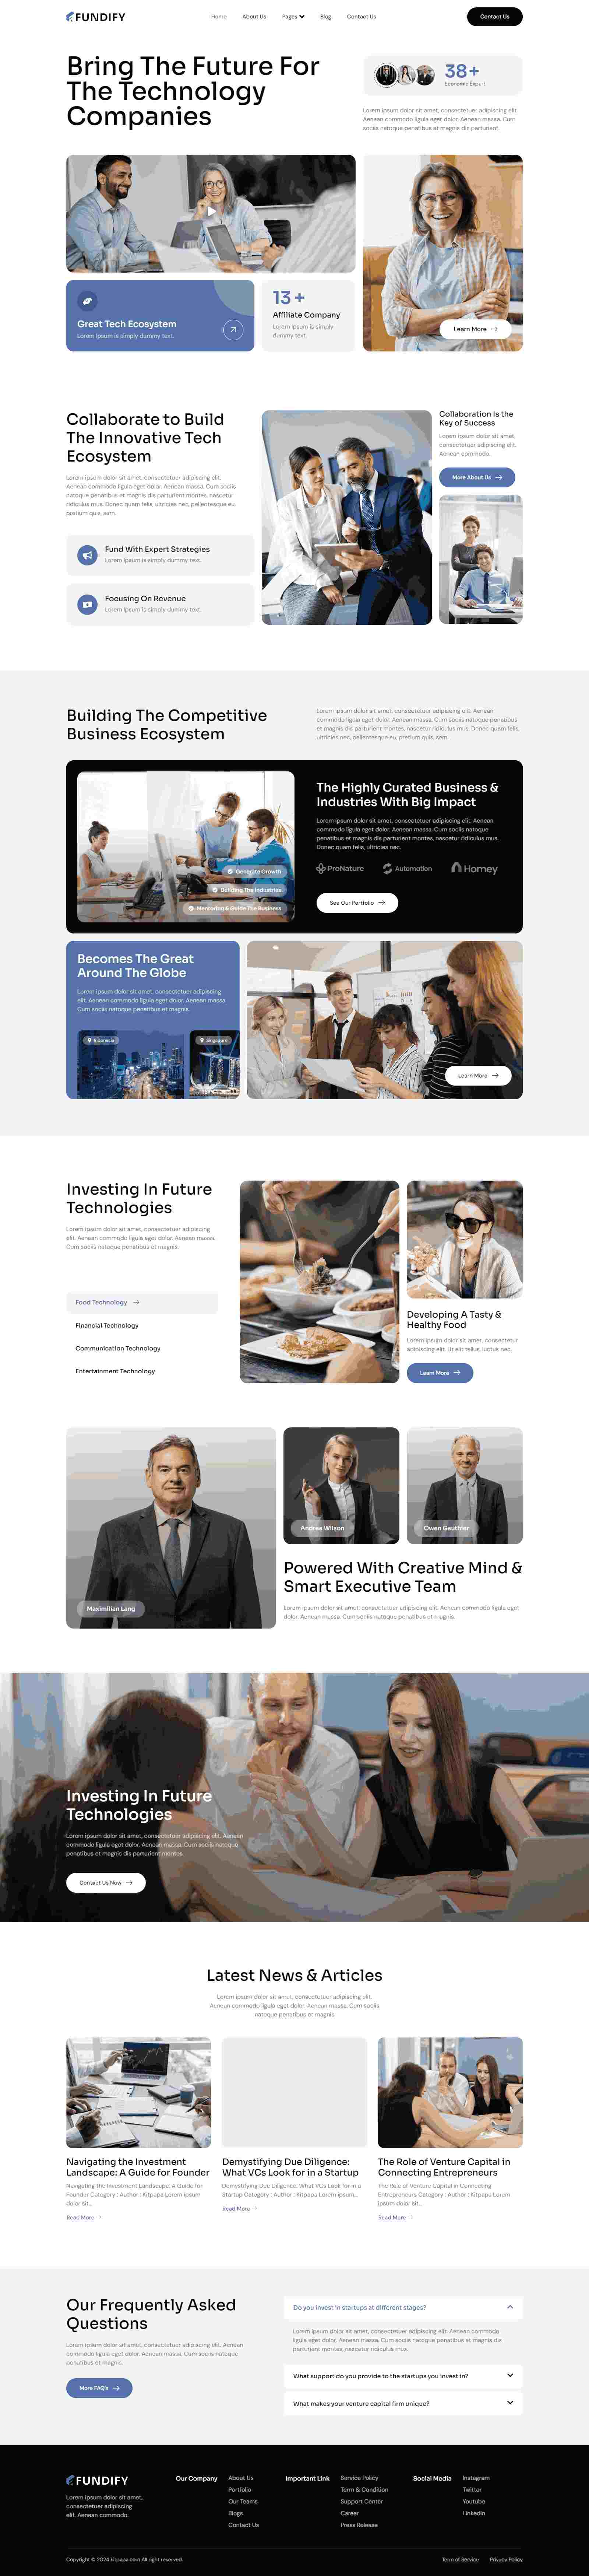 FUNDIFY
Home
About Us
Pages
Blog
Contact Us
Contact Us
Bring The Future For
The Technology
Companies
38+
Economic Expert
Lorem ipsum dolor sit amet, consectetuer adipiscing elit.
Aenean commodo ligula eget dolor. Aenean massa. Cum
sociis natoque penatibus et magnis dis parturient.
Great Tech Ecosystem
Lorem Ipsum is simply dummy text.
13 +
Affiliate Company
Lorem Ipsum is simply
dummy text.
Learn More
Collaborate to Build
The Innovative Tech
Ecosystem
Lorem ipsum dolor sit amet, consectetuer adipiscing elit.
Aenean commodo ligula eget dolor. Aenean massa. Cum sociis
natoque penatibus et magnis dis parturient montes, nascetur
ridiculus mus. Donec quam felis, ultricies nec, pellentesque eu,
pretium quis, sem.
Fund With Expert Strategies
Lorem Ipsum is simply dummy text.
Focusing On Revenue
Lorem Ipsum is simply dummy text.
Collaboration Is the
Key of Success
Lorem ipsum dolor sit amet,
consectetuer adipiscing elit.
Aenean commodo.
More About Us
Building The Competitive
Business Ecosystem
Lorem ipsum dolor sit amet, consectetuer adipiscing elit. Aenean
commodo ligula eget dolor. Aenean massa. Cum sociis natoque penatibus
et magnis dis parturient montes, nascetur ridiculus mus. Donec quam felis,
ultricies nec, pellentesque eu, pretium quis, sem.
Generate Growth
Building The Industries
Mentoring & Guide The Business
The Highly Curated Business &
Industries With Big Impact
Lorem ipsum dolor sit amet, consectetuer adipiscing elit. Aenean
commodo ligula eget dolor. Aenean massa. Cum sociis natoque
penatibus et magnis dis parturient montes, nascetur ridiculus mus.
Donec quam felis, ultricies nec.
ProNature
Automation
Homey
See Our Portfolio
Becomes The Great
Around The Globe
Lorem ipsum dolor sit amet, consectetuer adipiscing
elit. Aenean commodo ligula eget dolor. Aenean massa.
Cum sociis natoque penatibus et magnis.
Indonesia
Singapore
Learn More
Investing In Future
Technologies
Lorem ipsum dolor sit amet, consectetuer adipiscing
elit. Aenean commodo ligula eget dolor. Aenean massa.
Cum sociis natoque penatibus et magnis.
Food Technology
Financial Technology
Communication Technology
Entertainment Technology
Developing A Tasty &
Healthy Food
Lorem ipsum dolor sit amet, consectetur
adipiscing elit. Ut elit tellus, luctus nec.
Learn More
Maximilian Lang
Andrea Wilson
Owen Gauthier
Powered With Creative Mind &
Smart Executive Team
Lorem ipsum dolor sit amet, consectetuer adipiscing elit. Aenean commodo ligula eget
dolor. Aenean massa. Cum sociis natoque penatibus et magnis.
Investing In Future
Technologies
Lorem ipsum dolor sit amet, consectetuer adipiscing elit. Aenean
commodo ligula eget dolor. Aenean massa. Cum sociis natoque
penatibus et magnis dis parturient montes.
Contact Us Now
Latest News & Articles
Lorem ipsum dolor sit amet, consectetuer adipiscing elit.
Aenean commodo ligula eget dolor. Aenean massa. Cum sociis
natoque penatibus et magnis
Navigating the Investment
Landscape: A Guide for Founder
Navigating the Investment Landscape: A Guide for
Founder Category : Author : Kitpapa Lorem ipsum
dolor sit...
Read More
Demystifying Due Diligence:
What VCs Look for in a Startup
Demystifying Due Diligence: What VCs Look for in a
Startup Category : Author : Kitpapa Lorem ipsum...
Read More
The Role of Venture Capital in
Connecting Entrepreneurs
The Role of Venture Capital in Connecting
Entrepreneurs Category : Author : Kitpapa Lorem
ipsum dolor sit...
Read More
Our Frequently Asked
Questions
Lorem ipsum dolor sit amet, consectetuer adipiscing elit. Aenean
commodo ligula eget dolor. Aenean massa. Cum sociis natoque
penatibus et magnis.
More FAQ's
Do you invest in startups at different stages?
Lorem ipsum dolor sit amet, consectetuer adipiscing elit. Aenean commodo
ligula eget dolor. Aenean massa. Cum sociis natoque penatibus et magnis dis
parturient montes, nascetur ridiculus mus.
What support do you provide to the startups you invest in?
What makes your venture capital firm unique?
FUNDIFY
Lorem ipsum dolor sit amet,
consectetuer adipiscing
elit. Aenean commodo.
Our Company
About Us
Portfolio
Our Teams
Blogs
Contact Us
Important Link
Service Policy
Term & Condition
Support Center
Career
Press Release
Social Media
Instagram
Twitter
Youtube
Linkedin
Copyright © 2024 kitpapa.com All right reserved.
Term of Service
Privacy Policy